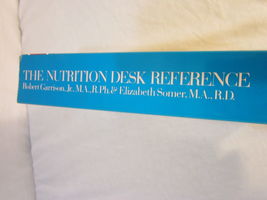 THE NUTRITION DESK REFERENCE
Robert Garrison, Jr. M.A., R.Ph. & Elizabeth Somer, M.A., R.D.